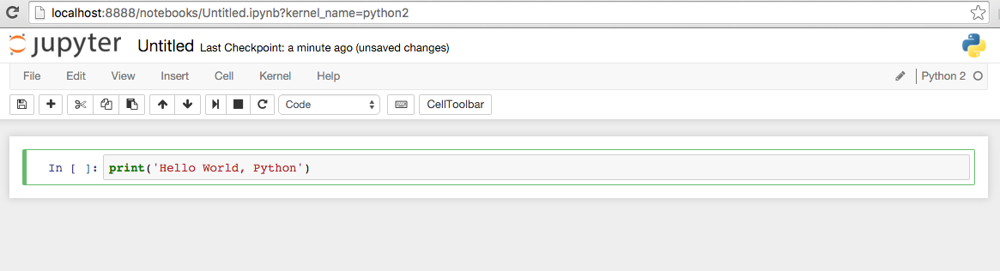 localhost:8888/notebooks/Untitled.ipynb?kernel_name=python2
jupyter Untitled Last Checkpoint: a minute ago (unsaved changes)
File Edit View Insert Cell Kernel Help Python 2
Code CellToolbar
In [ ]: print('Hello World, Python')